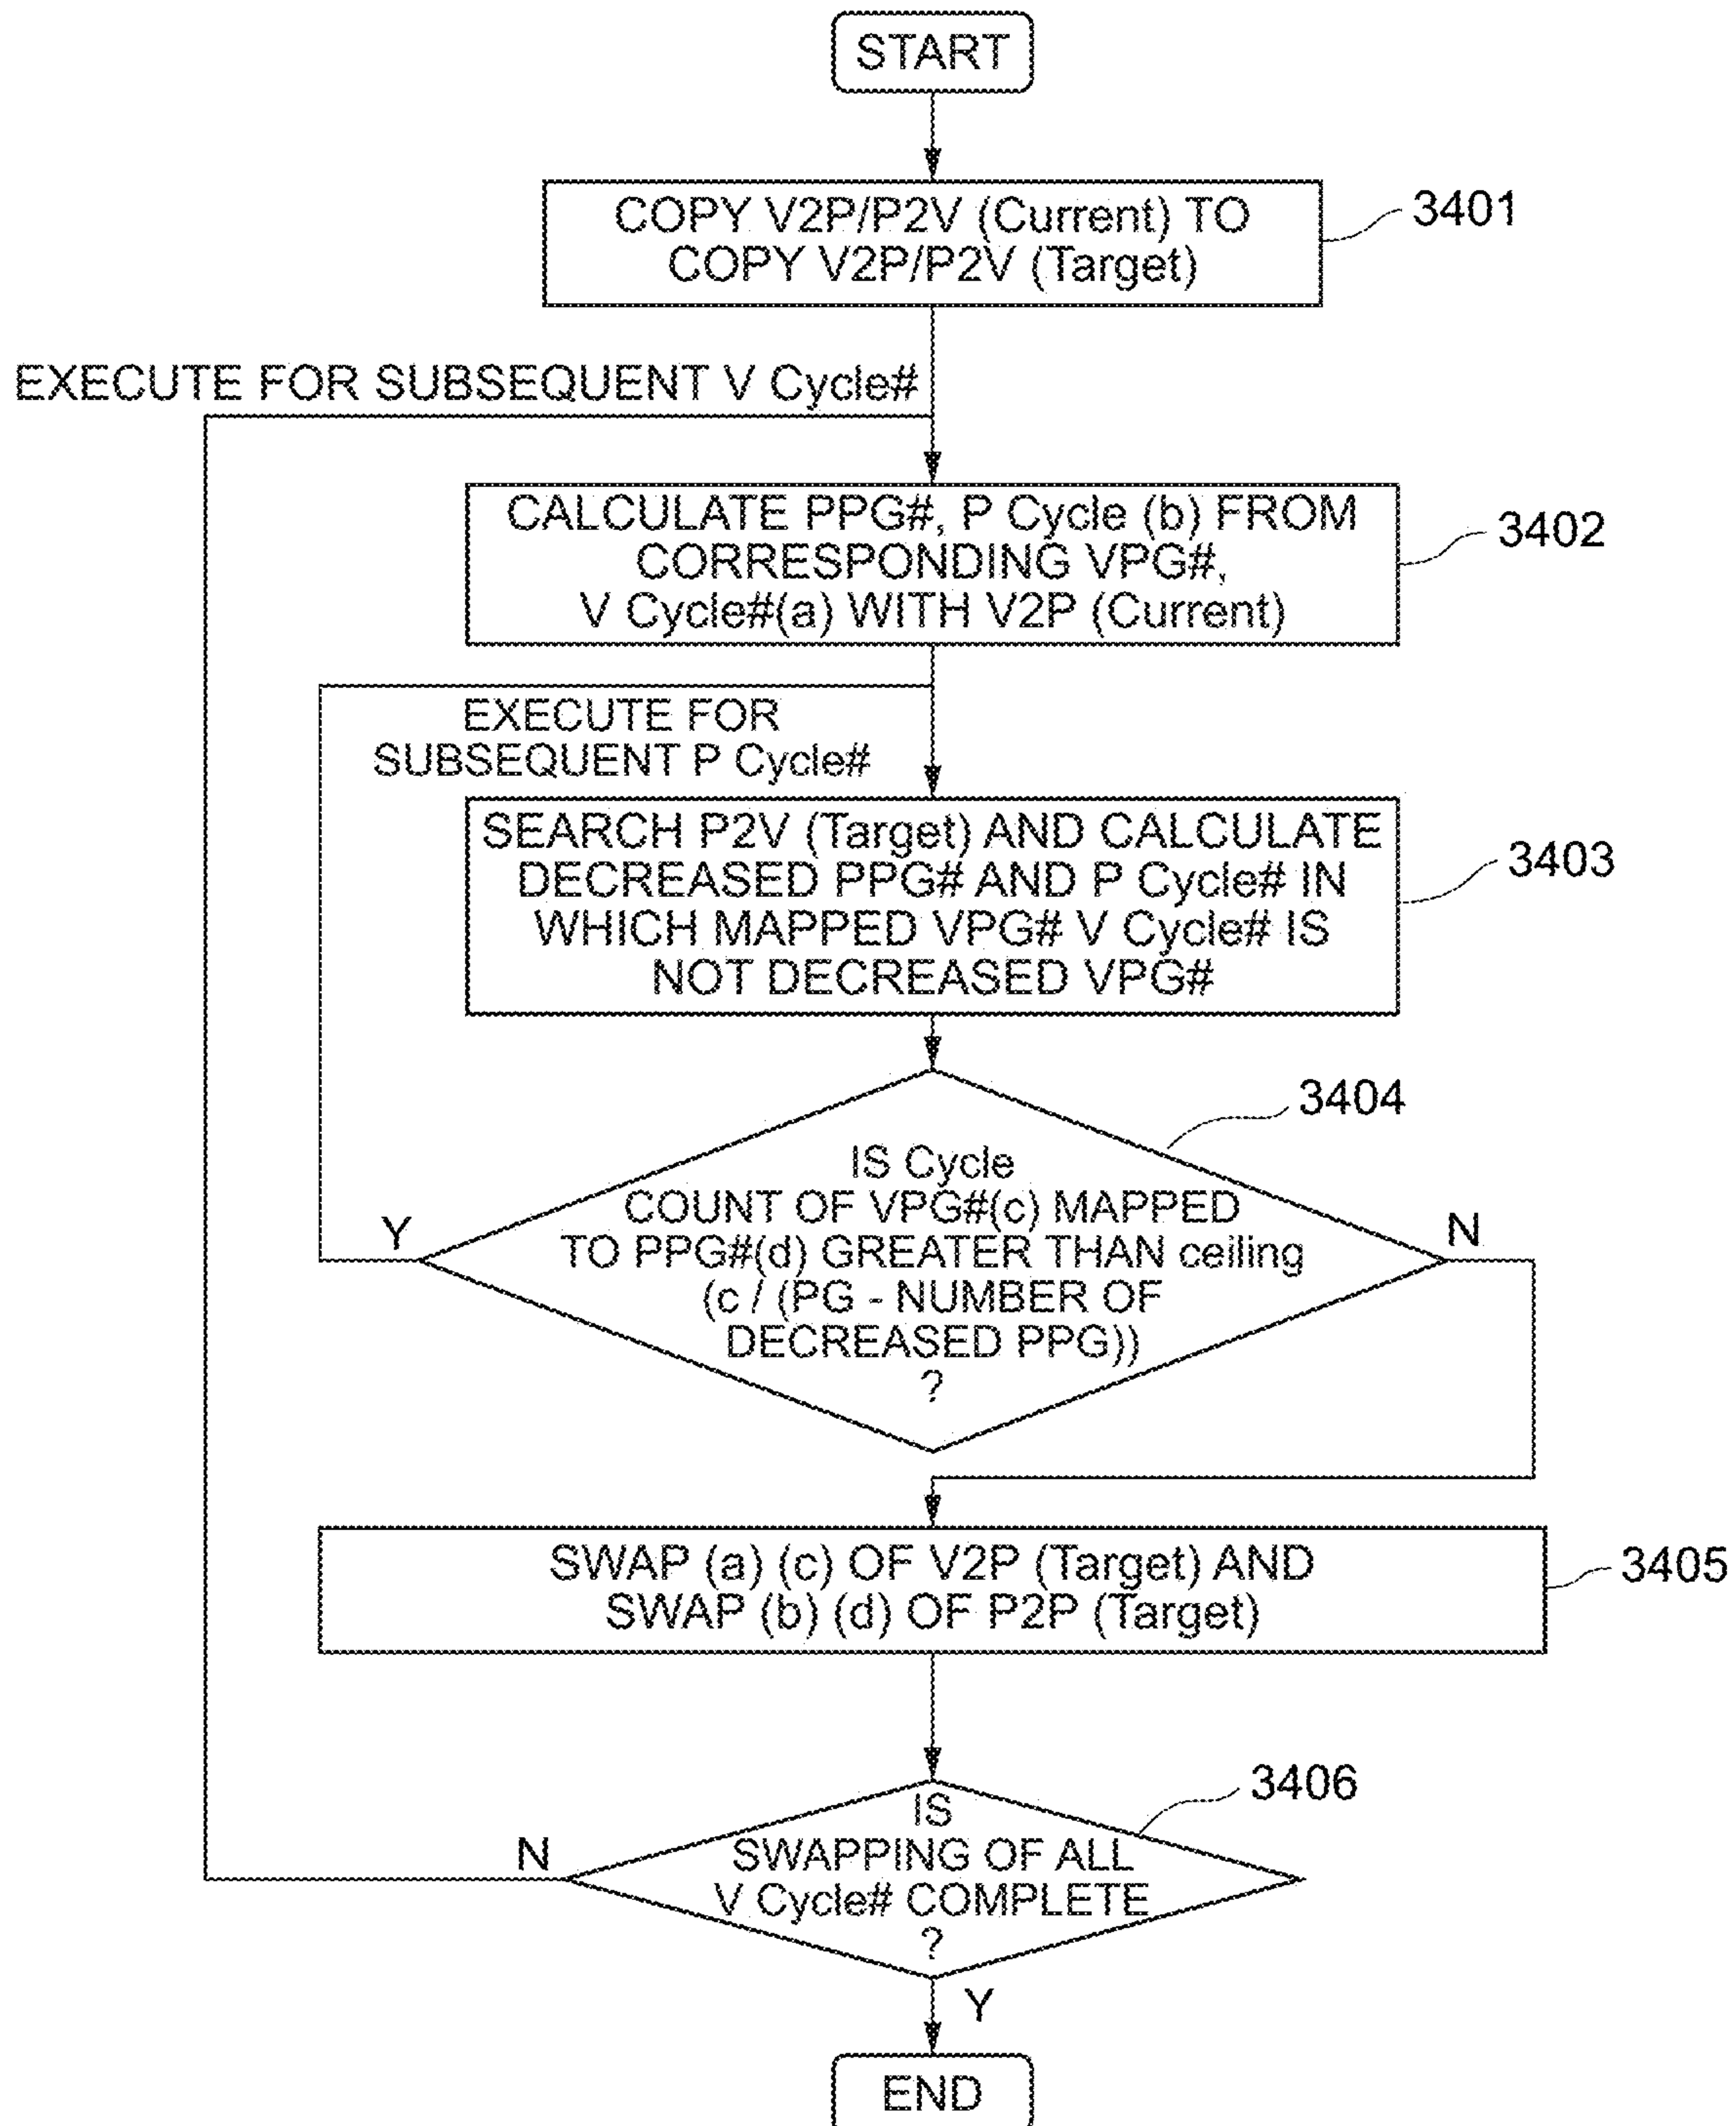 START
COPY V2P/P2V (Current) TO
COPY V2P/P2V (Target)
3401
EXECUTE FOR SUBSEQUENT V Cycle#
CALCULATE PPG#, P Cycle (b) FROM
CORRESPONDING VPG#,
V Cycle#(a) WITH V2P (Current)
3402
EXECUTE FOR
SUBSEQUENT P Cycle#
SEARCH P2V (Target) AND CALCULATE
DECREASED PPG# AND P Cycle# IN
WHICH MAPPED VPG# V Cycle# IS
NOT DECREASED VPG#
3403
3404
IS Cycle
COUNT OF VPG#(c) MAPPED
TO PPG#(d) GREATER THAN ceiling
(c / (PG - NUMBER OF
DECREASED PPG))
?
Y
N
SWAP (a) (c) OF V2P (Target) AND
SWAP (b) (d) OF P2P (Target)
3405
3406
IS
SWAPPING OF ALL
V Cycle# COMPLETE
?
N
Y
END